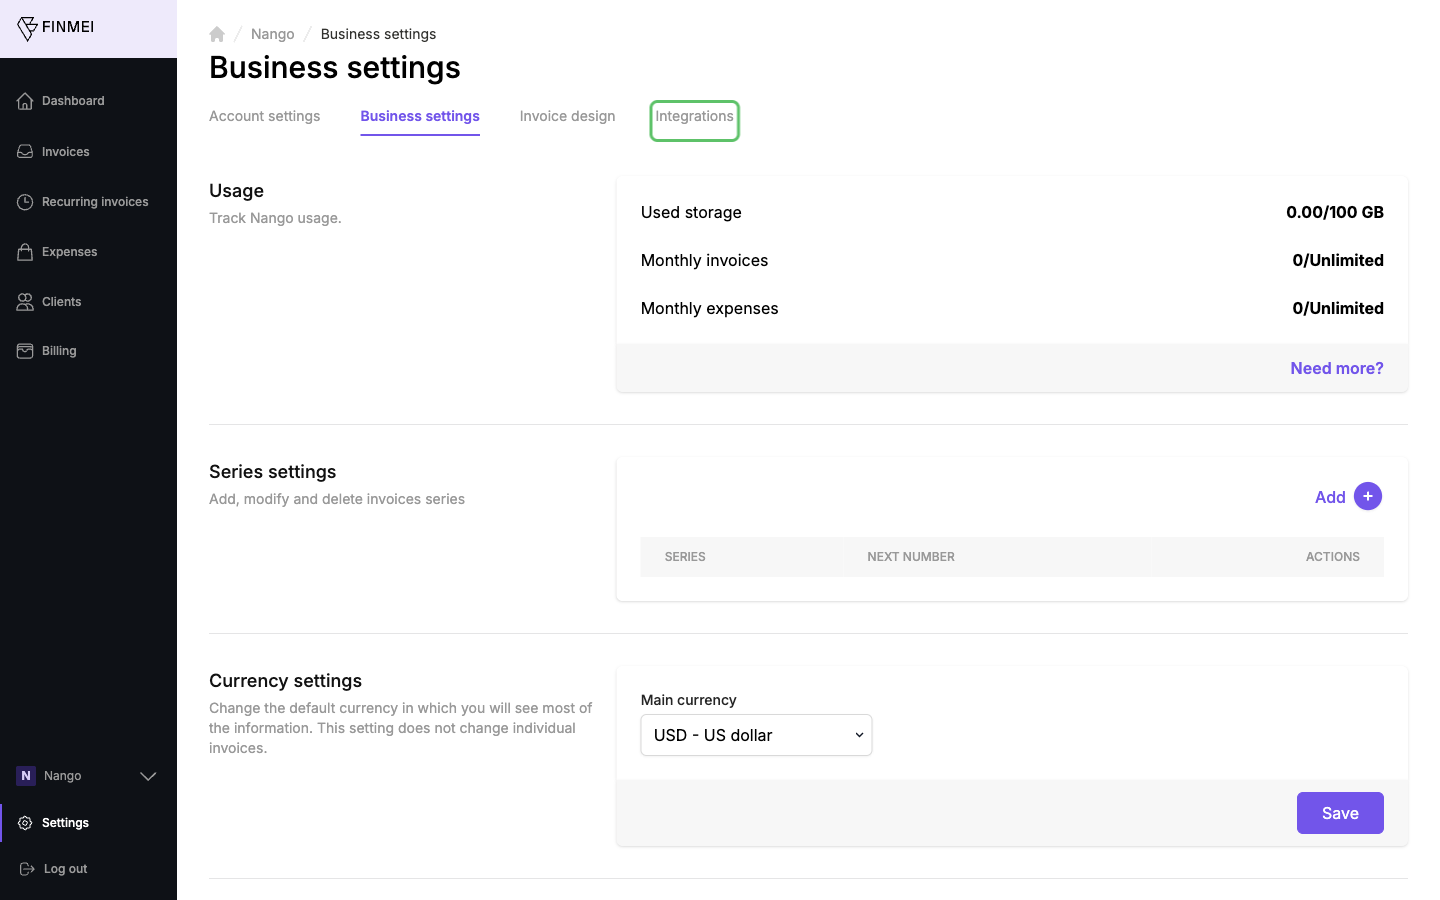 FINMEI
Dashboard
Invoices
Recurring invoices
Expenses
Clients
Billing
N Nango
Settings
Log out
Nango / Business settings
Business settings
Account settings
Business settings
Invoice design
Integrations
Usage
Track Nango usage.
Used storage 0.00/100 GB
Monthly invoices 0/Unlimited
Monthly expenses 0/Unlimited
Need more?
Series settings
Add, modify and delete invoices series
Add +
SERIES NEXT NUMBER ACTIONS
Currency settings
Change the default currency in which you will see most of
the information. This setting does not change individual
invoices.
Main currency
USD - US dollar
Save